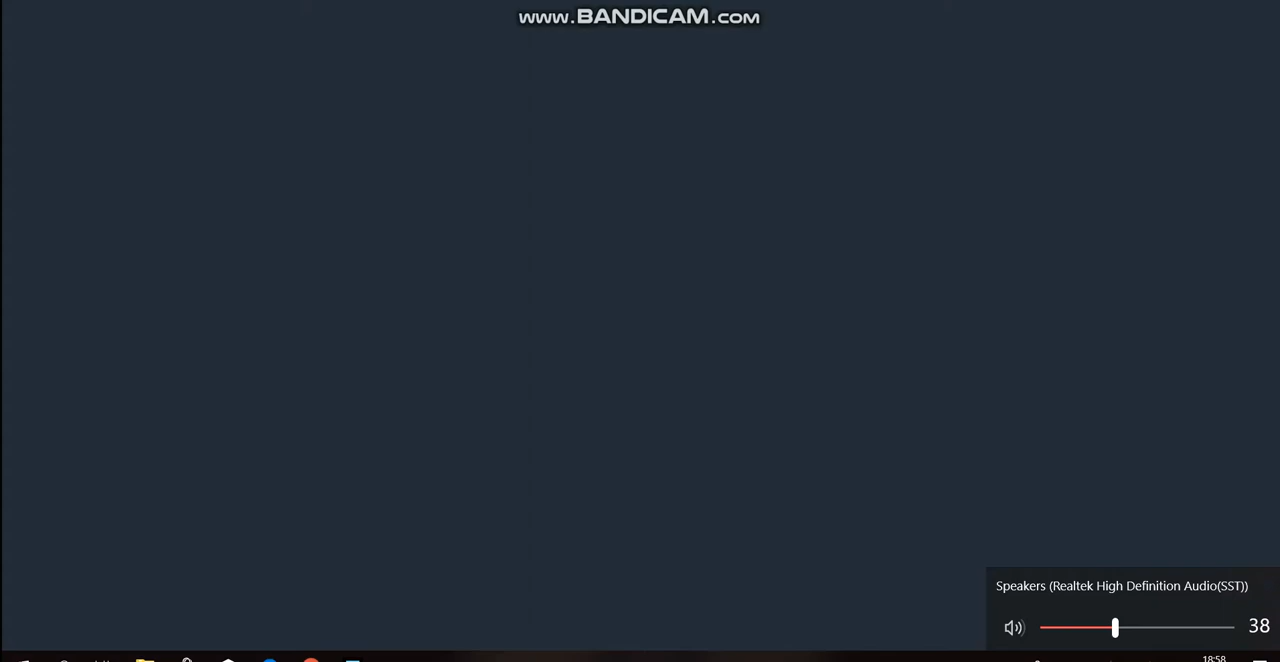 www.BANDICAM.COM
Speakers (Realtek High Definition Audio(SST))
38
18:58